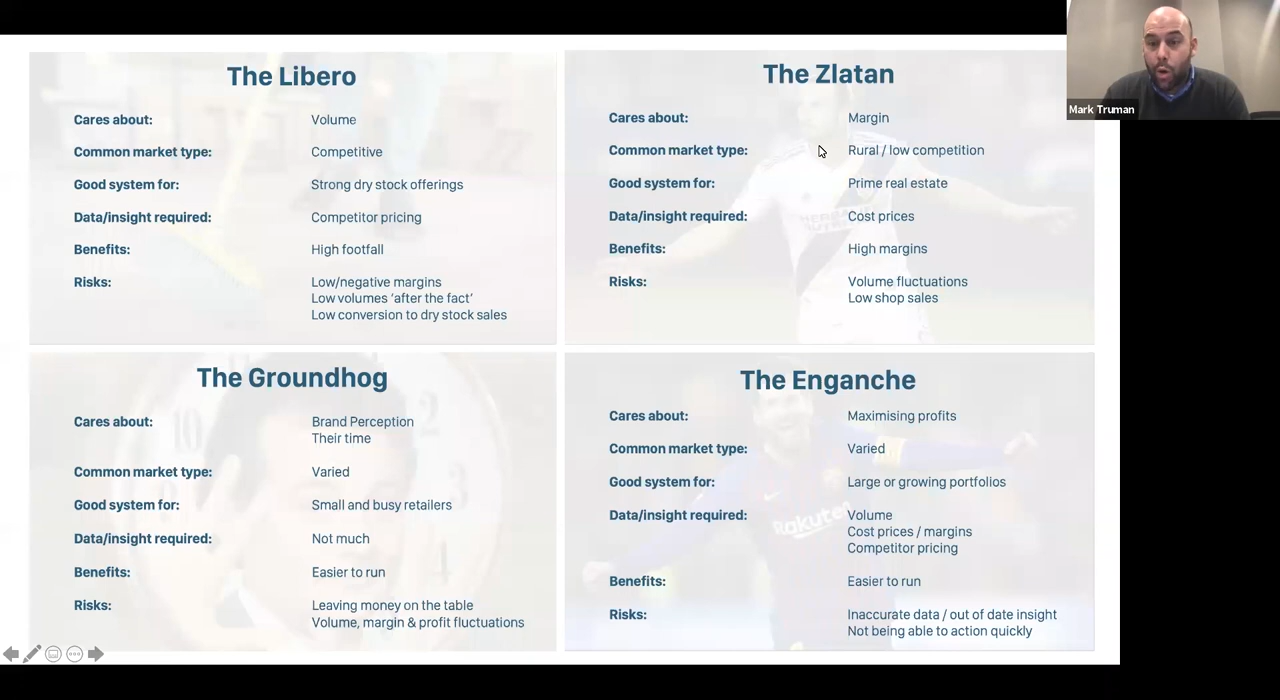 Mark Truman
The Libero
Cares about: Volume
Common market type: Competitive
Good system for: Strong dry stock offerings
Data/insight required: Competitor pricing
Benefits: High footfall
Risks: Low/negative margins
Low volumes ‘after the fact’
Low conversion to dry stock sales
The Zlatan
Cares about: Margin
Common market type: Rural / low competition
Good system for: Prime real estate
Data/insight required: Cost prices
Benefits: High margins
Risks: Volume fluctuations
Low shop sales
The Groundhog
Cares about: Brand Perception
Their time
Common market type: Varied
Good system for: Small and busy retailers
Data/insight required: Not much
Benefits: Easier to run
Risks: Leaving money on the table
Volume, margin & profit fluctuations
10
2
The Enganche
Cares about: Maximising profits
Common market type: Varied
Good system for: Large or growing portfolios
Data/insight required: Volume
Cost prices / margins
Competitor pricing
Benefits: Easier to run
Risks: Inaccurate data / out of date insight
Not being able to action quickly
Rakuten